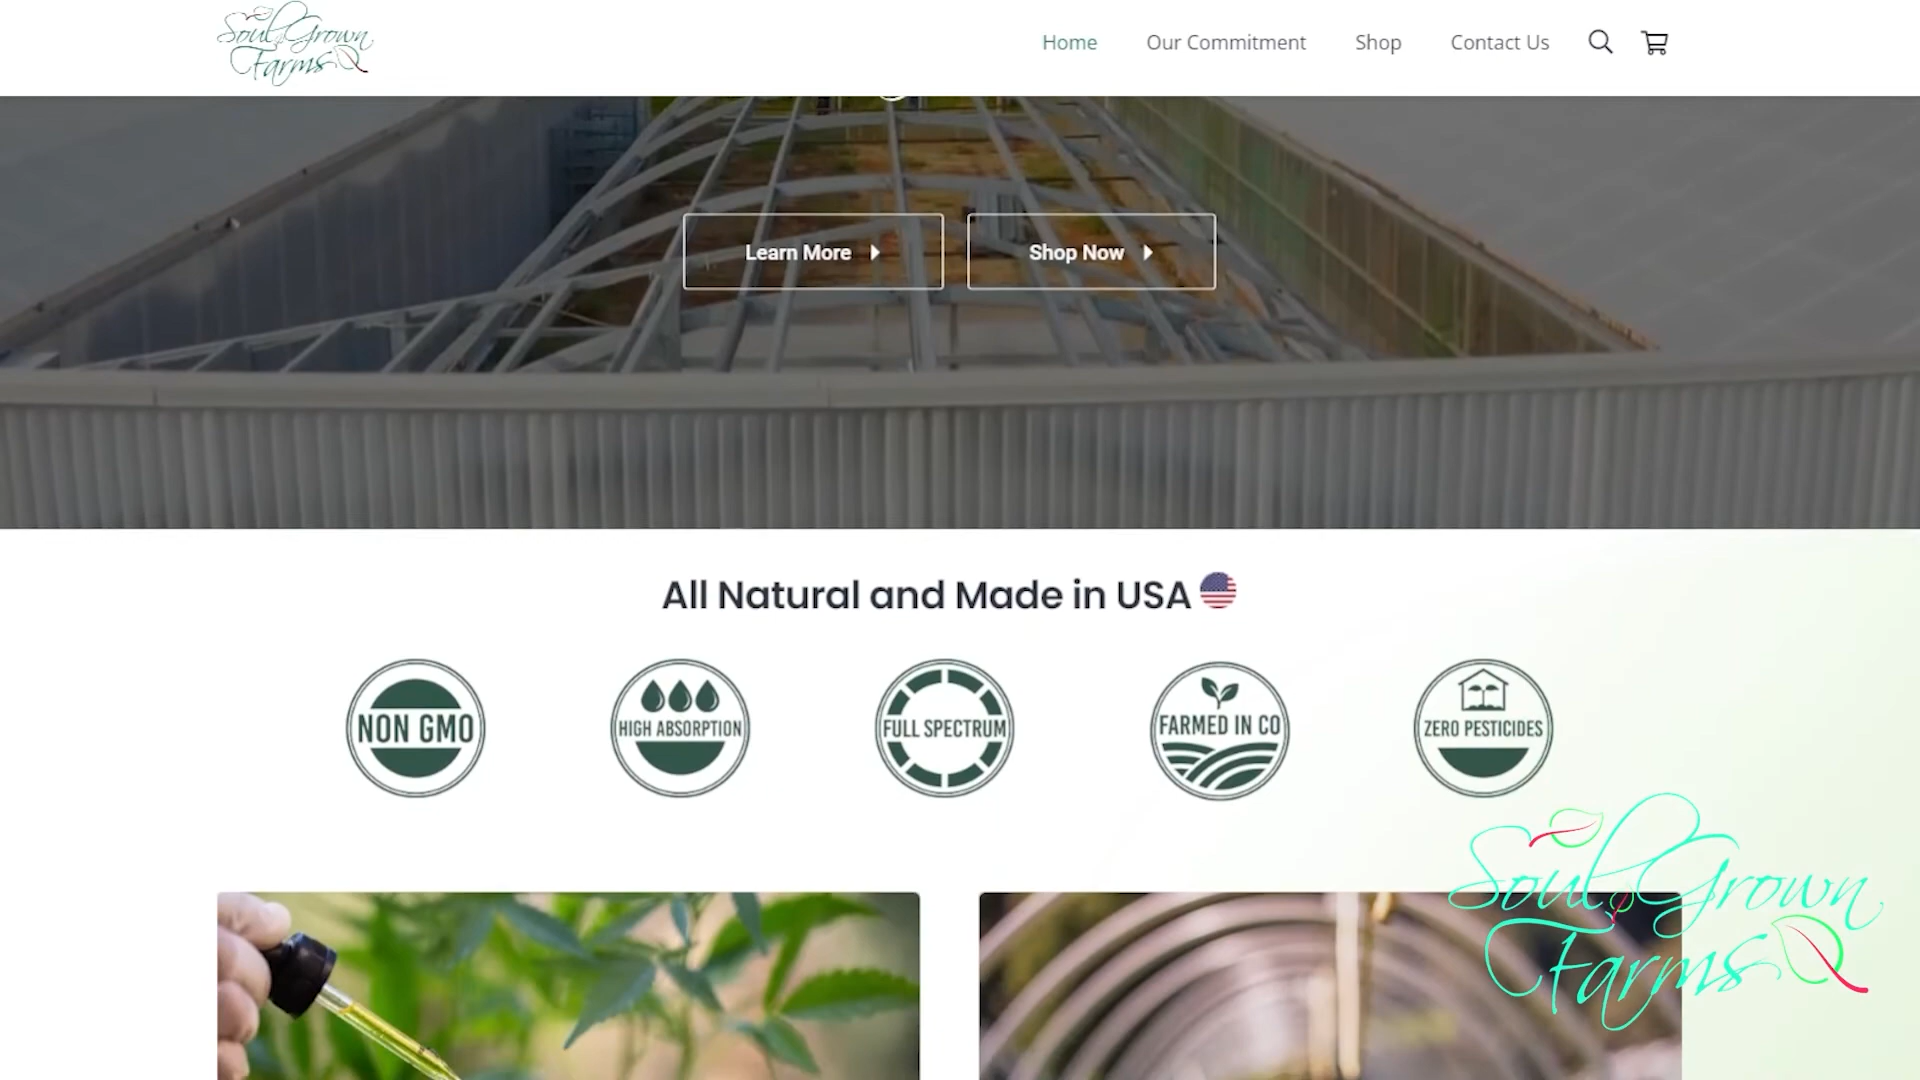 Soul Grown
Farms
Home
Our Commitment
Shop
Contact Us
Learn More
Shop Now
All Natural and Made in USA
NON GMO
HIGH ABSORPTION
FULL SPECTRUM
FARMED IN CO
ZERO PESTICIDES
Soul Grown
Farms